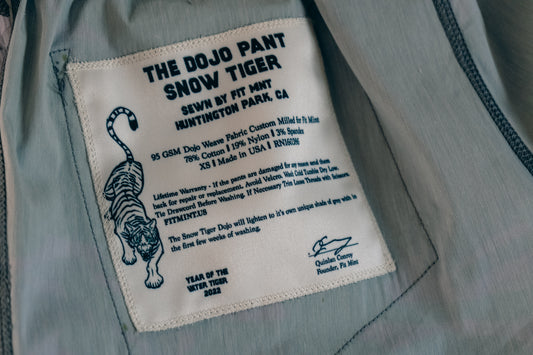 THE DOJO PANT
SNOW TIGER
SEWN BY FIT MNT
HUNTINGTON PARK, CA
95 GSM Dojo Weave Fabric Custom Milled for Fit Mint
78% Cotton | 19% Nylon | 3% Spandex
XS | Made in USA |
Lifetime Warranty - If the pants are damaged for any reason send them
back for repair or replacement. Avoid Velcro. Wash Cold Tumble Dry Low.
Tie Drawcord Before Washing. If Necessary Trim Loose Threads with Scissors.
FITMINT.US
The Snow Tiger Dojo will lighten to it's own unique shade of grey within
the first few weeks of washing.
YEAR OF THE
WATER TIGER
2022
Quinlan Conroy
Founder, Fit Mint